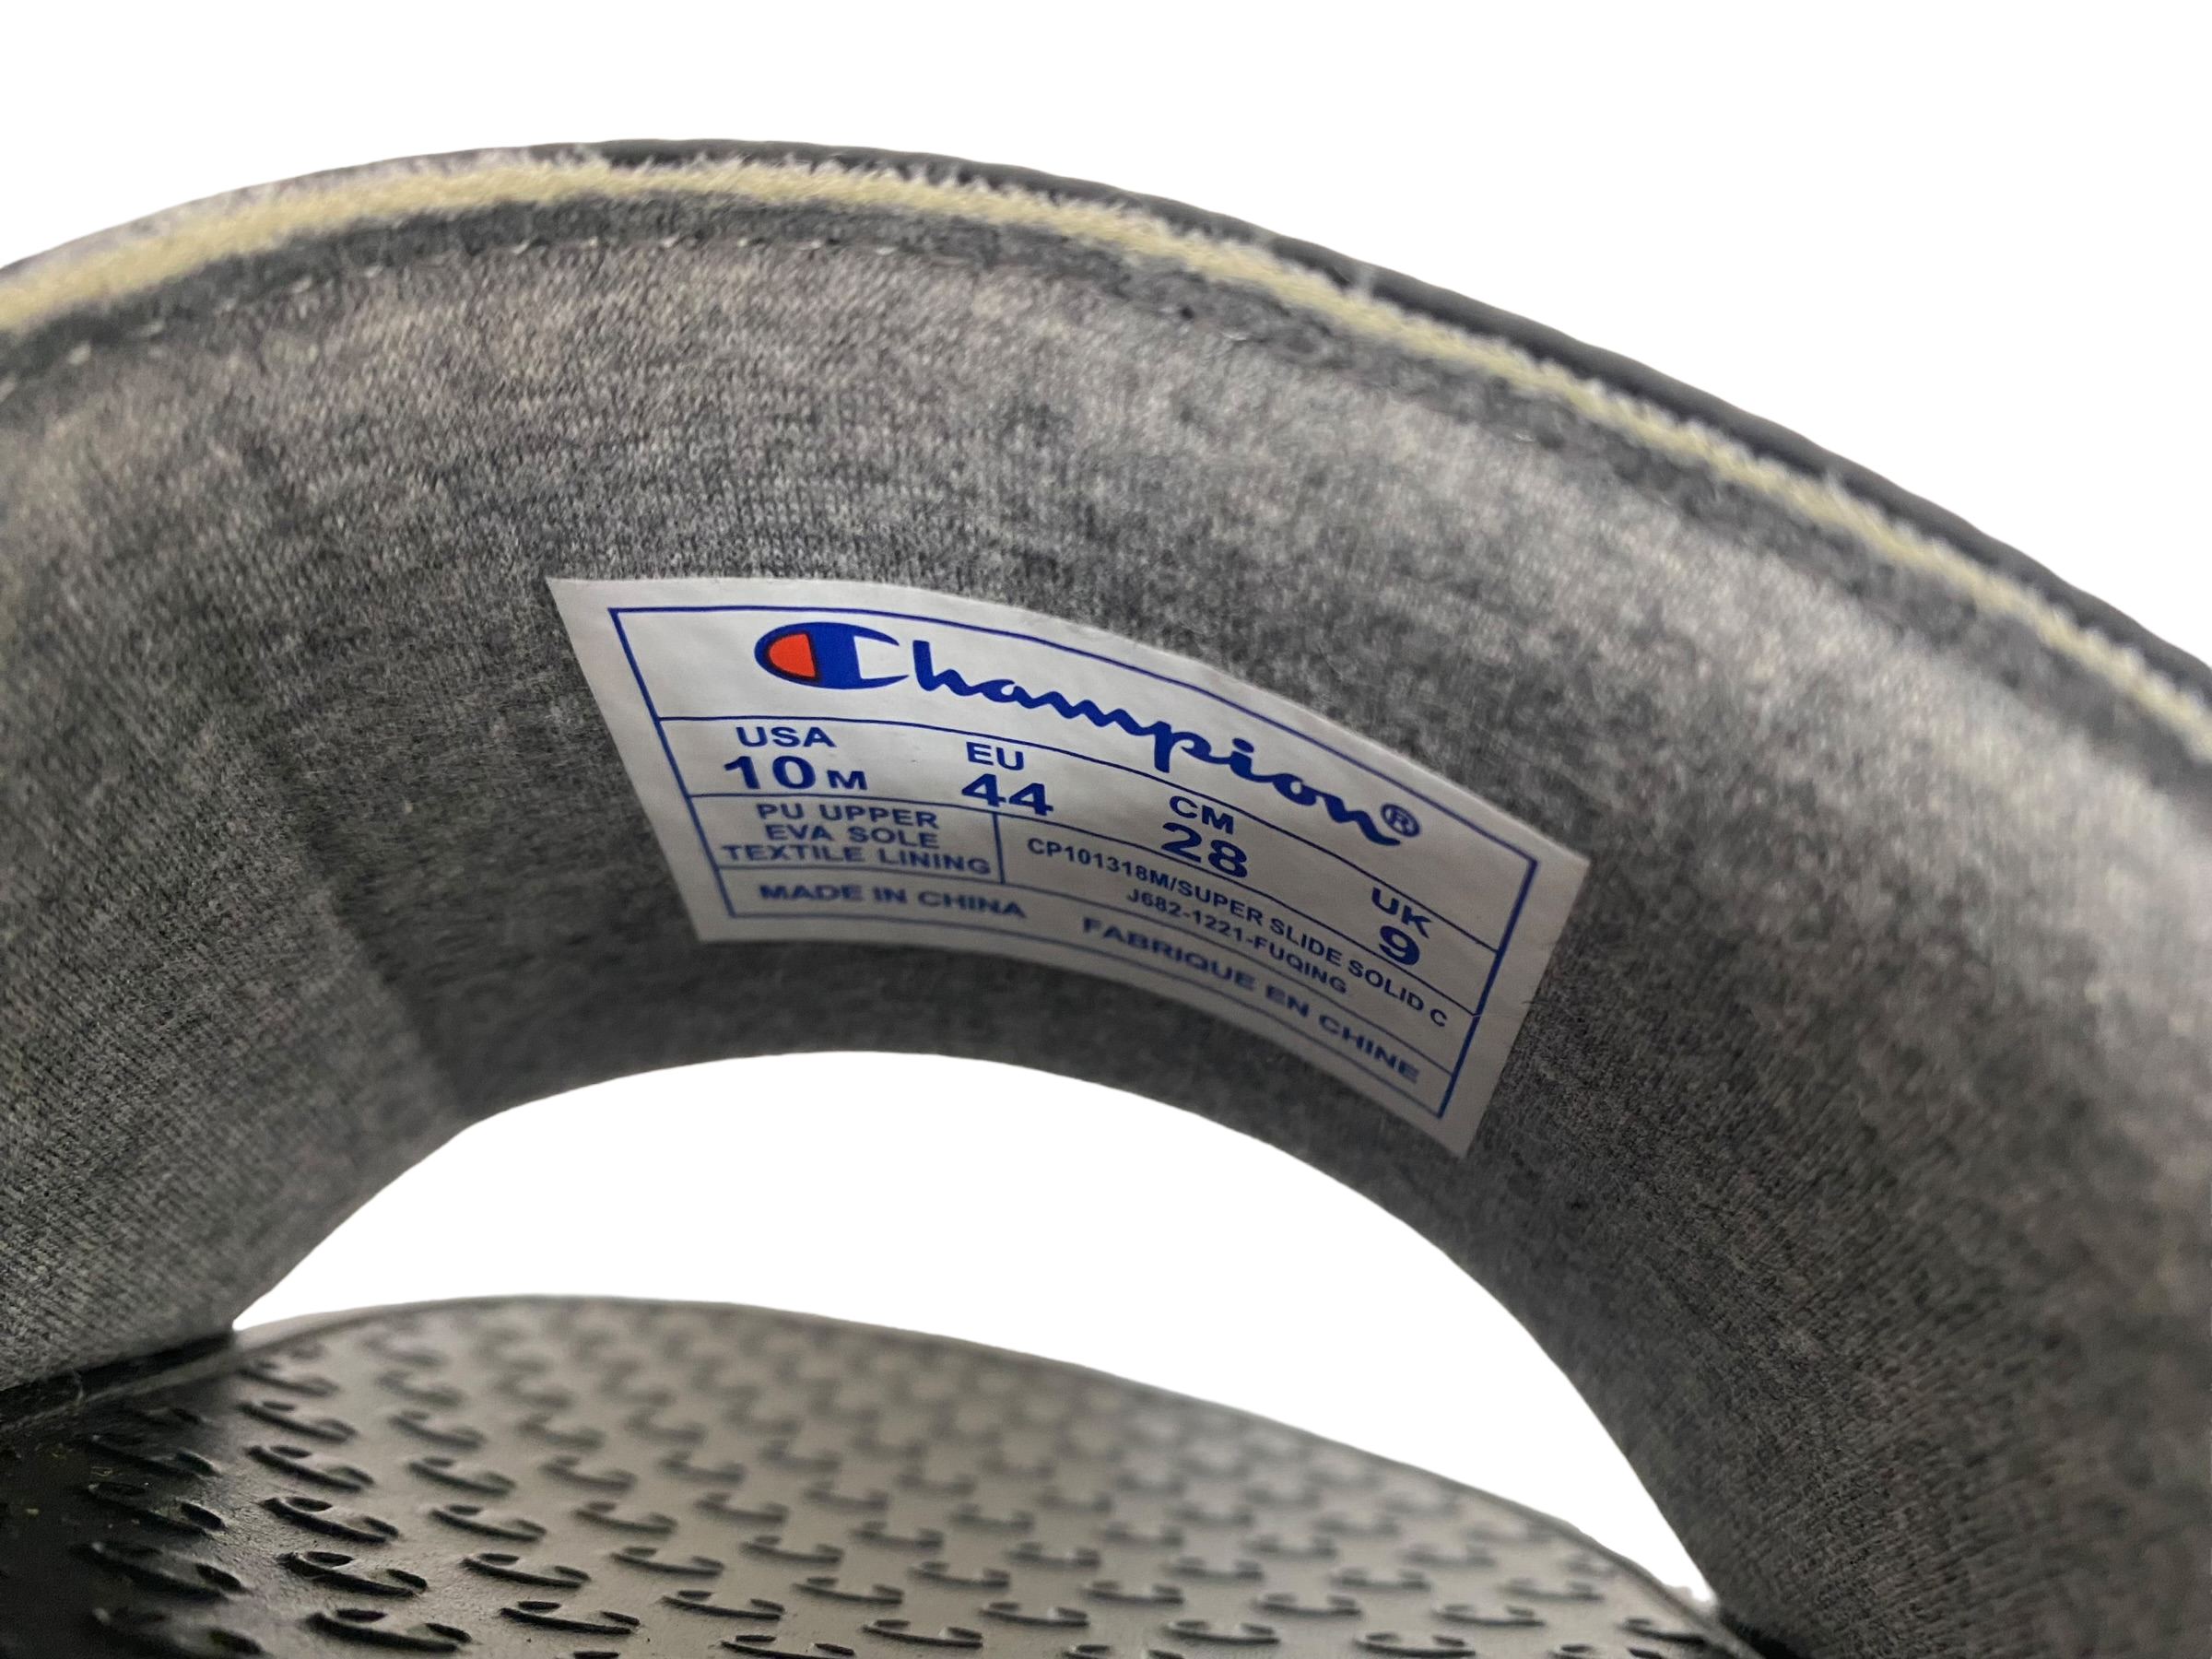 Champion®
USA EU CM UK
10 M 44 28 9
PU UPPER
EVA SOLE
TEXTILE LINING
CP101318M/SUPER SLIDE SOLID C
J682-1221-FUQING
MADE IN CHINA FABRIQUE EN CHINE